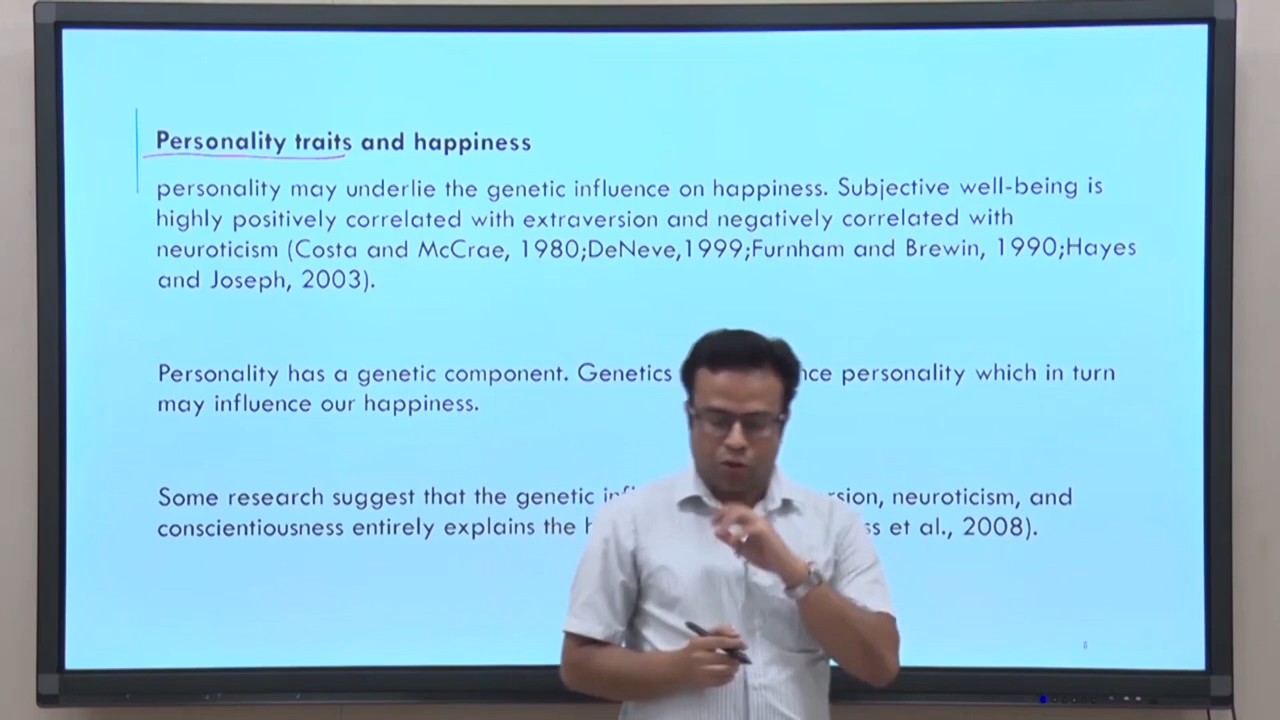 Personality traits and happiness
personality may underlie the genetic influence on happiness. Subjective well-being is
highly positively correlated with extraversion and negatively correlated with
neuroticism (Costa and McCrae, 1980;DeNeve,1999;Furnham and Brewin, 1990;Hayes
and Joseph, 2003).
Personality has a genetic component. Genetics personality which in turn
may influence our happiness.
Some research suggest that the genetic neuroticism, and
conscientiousness entirely explains the et al., 2008).